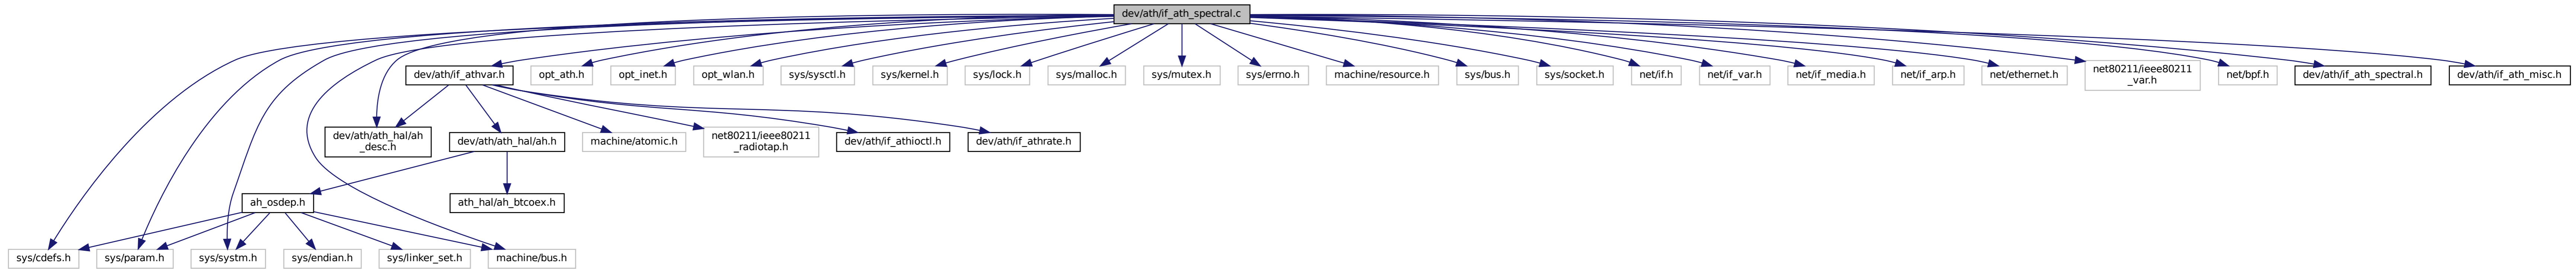 dev/ath/if_ath_spectral.c
dev/ath/if_athvar.h
opt_ath.h
opt_inet.h
opt_wlan.h
sys/sysctl.h
sys/kernel.h
sys/lock.h
sys/malloc.h
sys/mutex.h
sys/errno.h
machine/resource.h
sys/bus.h
sys/socket.h
net/if.h
net/if_var.h
net/if_media.h
net/if_arp.h
net/ethernet.h
net80211/ieee80211
_var.h
net/bpf.h
dev/ath/if_ath_spectral.h
dev/ath/if_ath_misc.h
dev/ath/ath_hal/ah
_desc.h
dev/ath/ath_hal/ah.h
machine/atomic.h
net80211/ieee80211
_radiotap.h
dev/ath/if_athioctl.h
dev/ath/if_athrate.h
ah_osdep.h
ath_hal/ah_btcoex.h
sys/cdefs.h
sys/param.h
sys/systm.h
sys/endian.h
sys/linker_set.h
machine/bus.h